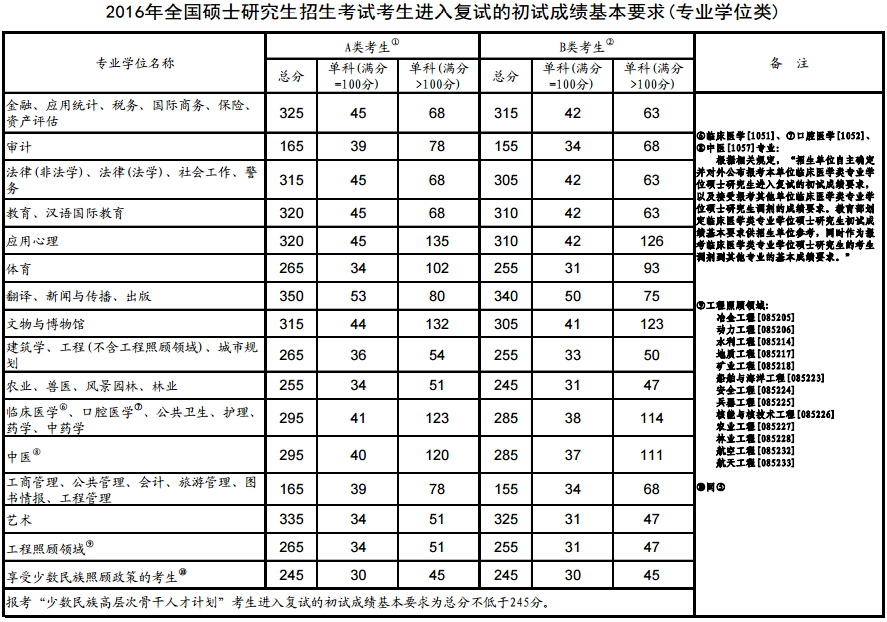 2016年全国硕士研究生招生考试考生进入复试的初试成绩基本要求(专业学位类)
专业学位名称 A类考生① B类考生② 备 注
总分 单科(满分=100分) 单科(满分>100分) 总分 单科(满分=100分) 单科(满分>100分)
金融、应用统计、税务、国际商务、保险、
资产评估 325 45 68 315 42 63
审计 165 39 78 155 34 68
法律(非法学)、法律(法学)、社会工作、警
务 315 45 68 305 42 63
教育、汉语国际教育 320 45 68 310 42 63
应用心理 320 45 135 310 42 126
体育 265 34 102 255 31 93
翻译、新闻与传播、出版 350 53 80 340 50 75
文物与博物馆 315 44 132 305 41 123
建筑学、工程(不含工程照顾领域)、城市规
划 265 36 54 255 33 50
农业、兽医、风景园林、林业 255 34 51 245 31 47
临床医学⑥、口腔医学⑦、公共卫生、护理、
药学、中药学 295 41 123 285 38 114
中医⑧ 295 40 120 285 37 111
工商管理、公共管理、会计、旅游管理、图
书情报、工程管理 165 39 78 155 34 68
艺术 335 34 51 325 31 47
工程照顾领域⑨ 265 34 51 255 31 47
享受少数民族照顾政策的考生⑩ 245 30 45 245 30 45
报考“少数民族高层次骨干人才计划”考生进入复试的初试成绩基本要求为总分不低于245分。
⑥临床医学[1051]、⑦口腔医学[1052]、
⑧中医[1057]专业:
根据相关规定，“招生单位自主确定
并对外公布报考本单位临床医学类专业学
位硕士研究生进入复试的初试成绩要求，
以及接受报考其他单位临床医学类专业学
位硕士研究生调剂的成绩要求。教育部划
定临床医学类专业学位硕士研究生初试成
绩基本要求供招生单位参考，同时作为报
考临床医学类专业学位硕士研究生的考生
调剂到其他专业的基本成绩要求。”
⑨工程照顾领域:
冶金工程[085205]
动力工程[085206]
水利工程[085214]
地质工程[085217]
矿业工程[085218]
船舶与海洋工程[085223]
安全工程[085224]
兵器工程[085225]
核能与核技术工程[085226]
农业工程[085227]
林业工程[085228]
航空工程[085232]
航天工程[085233]
⑩同⑤